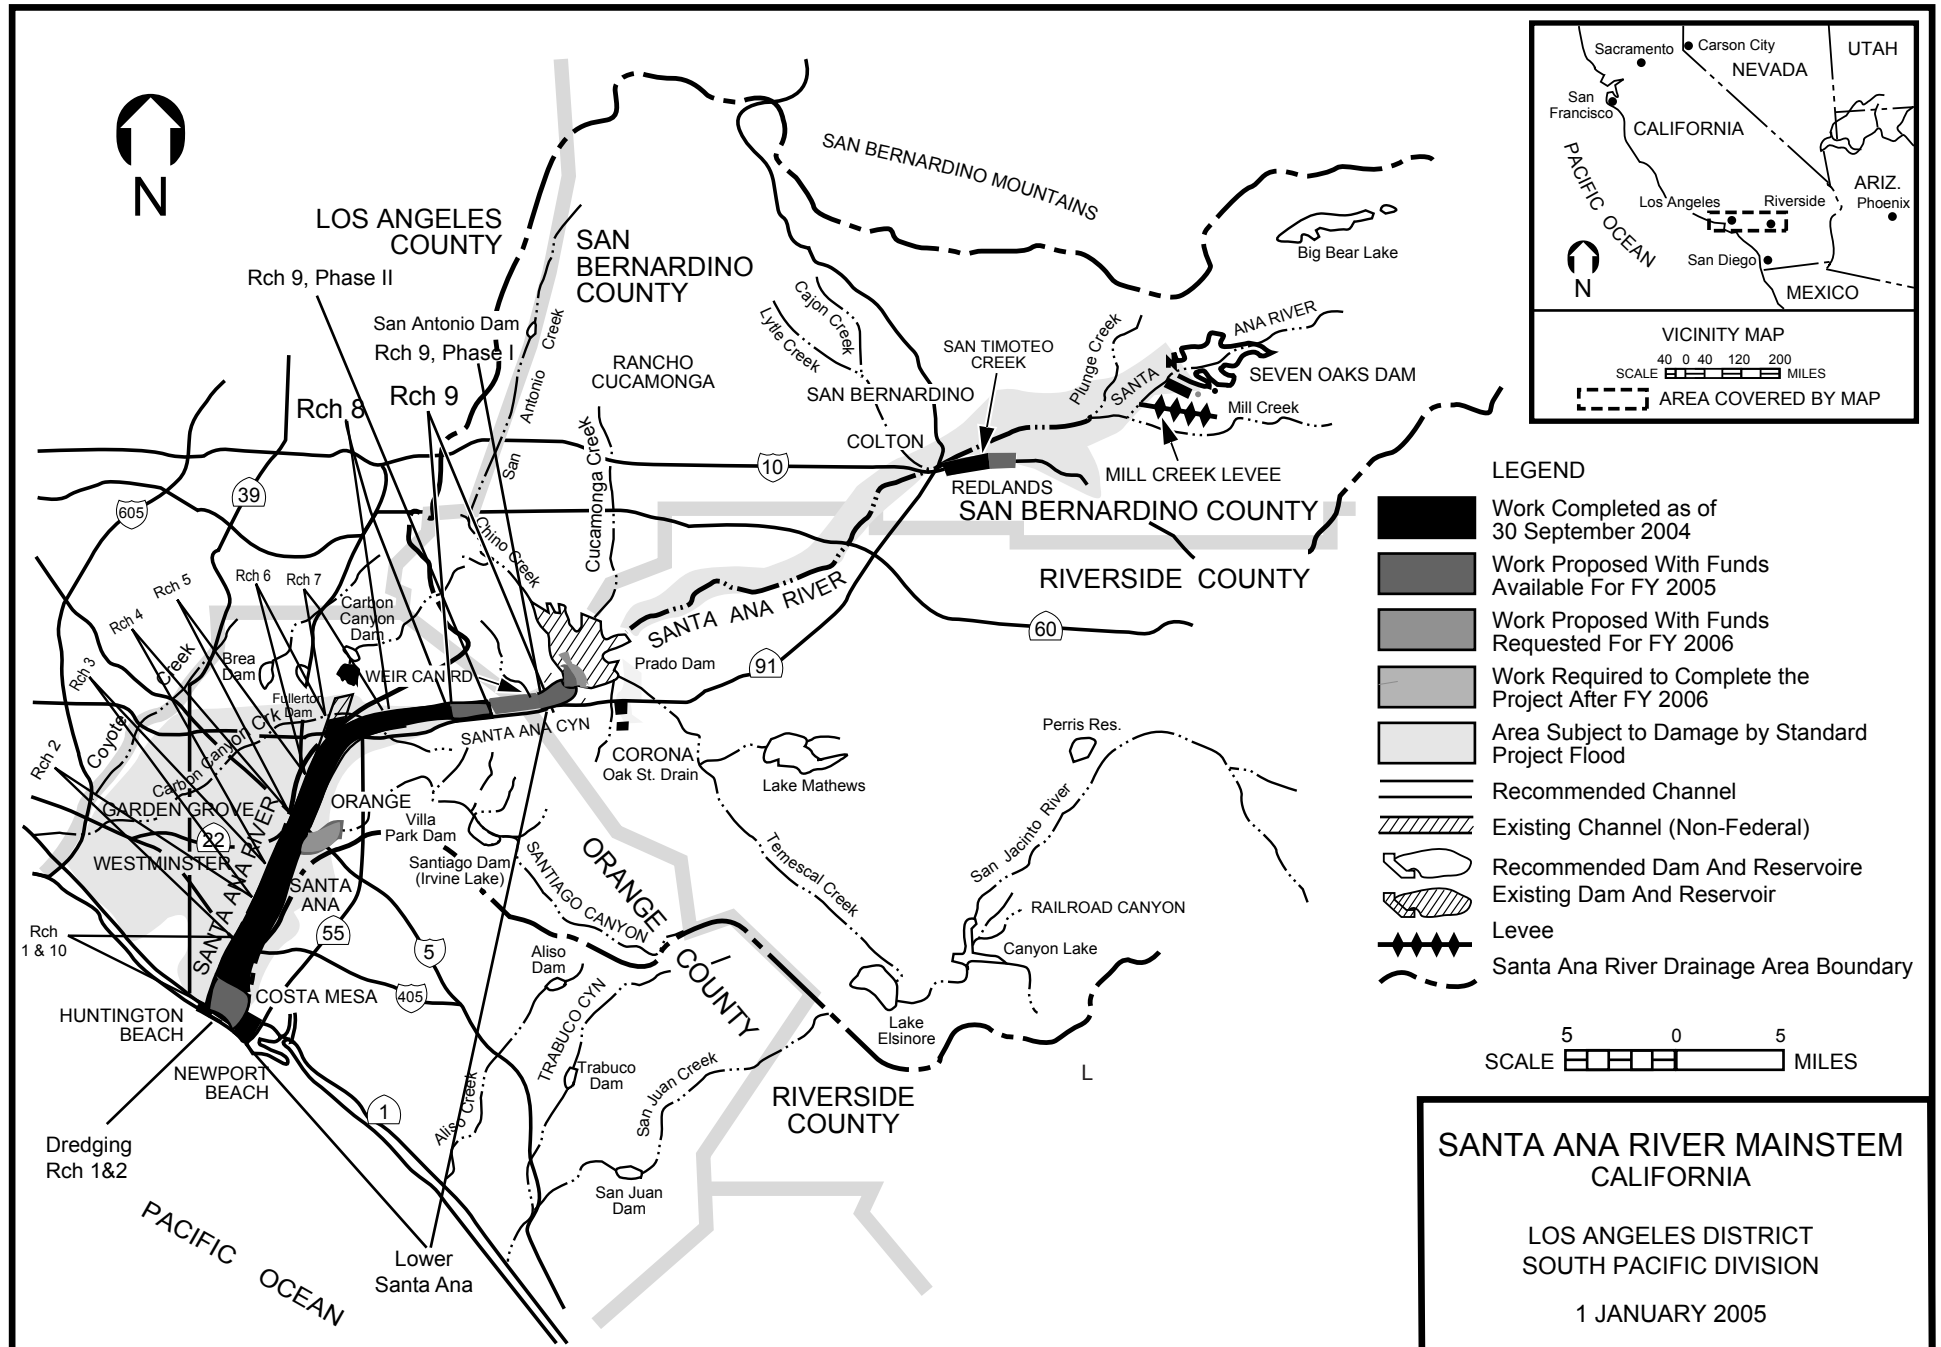 N
LOS ANGELES
COUNTY
SAN
BERNARDINO
COUNTY
SAN BERNARDINO MOUNTAINS
Big Bear Lake
Rch 9, Phase II
San Antonio Dam
Rch 9, Phase I
Rch 8
Rch 9
San Antonio Creek
RANCHO
CUCAMONGA
Cucamonga Creek
Chino Creek
Cajon Creek
Lytle Creek
SAN BERNARDINO
COLTON
SAN TIMOTEO
CREEK
Plunge Creek
SANTA
ANA RIVER
SEVEN OAKS DAM
Mill Creek
MILL CREEK LEVEE
REDLANDS
SAN BERNARDINO COUNTY
RIVERSIDE COUNTY
10
39
605
60
91
SANTA ANA RIVER
Rch 7
Rch 6
Rch 5
Rch 4
Rch 3
Rch 2
Rch
1 & 10
Carbon
Canyon
Dam
Brea
Dam
Fullerton
Dam
WEIR CAN RD
Prado Dam
Coyote Creek
Carbon Canyon Crk
SANTA ANA CYN
CORONA
Oak St. Drain
Lake Mathews
Perris Res.
San Jacinto River
Temescal Creek
GARDEN GROVE
22
WESTMINSTER
SANTA ANA RIVER
ORANGE
Villa
Park Dam
Santiago Dam
(Irvine Lake)
SANTIAGO CANYON
ORANGE
COUNTY
SANTA
ANA
55
5
405
COSTA MESA
HUNTINGTON
BEACH
NEWPORT
BEACH
Dredging
Rch 1&2
1
Aliso
Dam
Aliso Creek
TRABUCO CYN
Trabuco
Dam
San Juan Creek
San Juan
Dam
RAILROAD CANYON
Canyon Lake
Lake
Elsinore
RIVERSIDE
COUNTY
L
Lower
Santa Ana
PACIFIC OCEAN
Sacramento
Carson City
UTAH
NEVADA
San
Francisco
CALIFORNIA
PACIFIC OCEAN
ARIZ.
Los Angeles
Riverside
Phoenix
San Diego
N
MEXICO
VICINITY MAP
40 0 40 120 200
SCALE MILES
AREA COVERED BY MAP
LEGEND
Work Completed as of
30 September 2004
Work Proposed With Funds
Available For FY 2005
Work Proposed With Funds
Requested For FY 2006
Work Required to Complete the
Project After FY 2006
Area Subject to Damage by Standard
Project Flood
Recommended Channel
Existing Channel (Non-Federal)
Recommended Dam And Reservoire
Existing Dam And Reservoir
Levee
Santa Ana River Drainage Area Boundary
5 0 5
SCALE MILES
SANTA ANA RIVER MAINSTEM
CALIFORNIA
LOS ANGELES DISTRICT
SOUTH PACIFIC DIVISION
1 JANUARY 2005